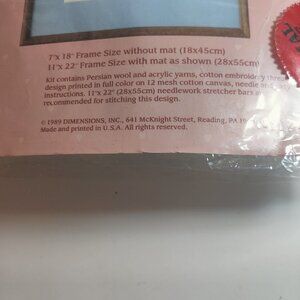 7"x 18" Frame Size without mat (18x45cm)
11"x 22" Frame Size with mat as shown (28x55cm)
Kit contains Persian wool and acrylic yarns, cotton embroidery thread,
design printed in full color on 12 mesh cotton canvas, needle and
instructions. 11"x 22" (28x55cm) needlework stretcher bars
recommended for stitching this design.
© 1989 DIMENSIONS, INC., 641 McKnight Street, Reading, PA
Made and printed in U.S.A. All rights reserved.